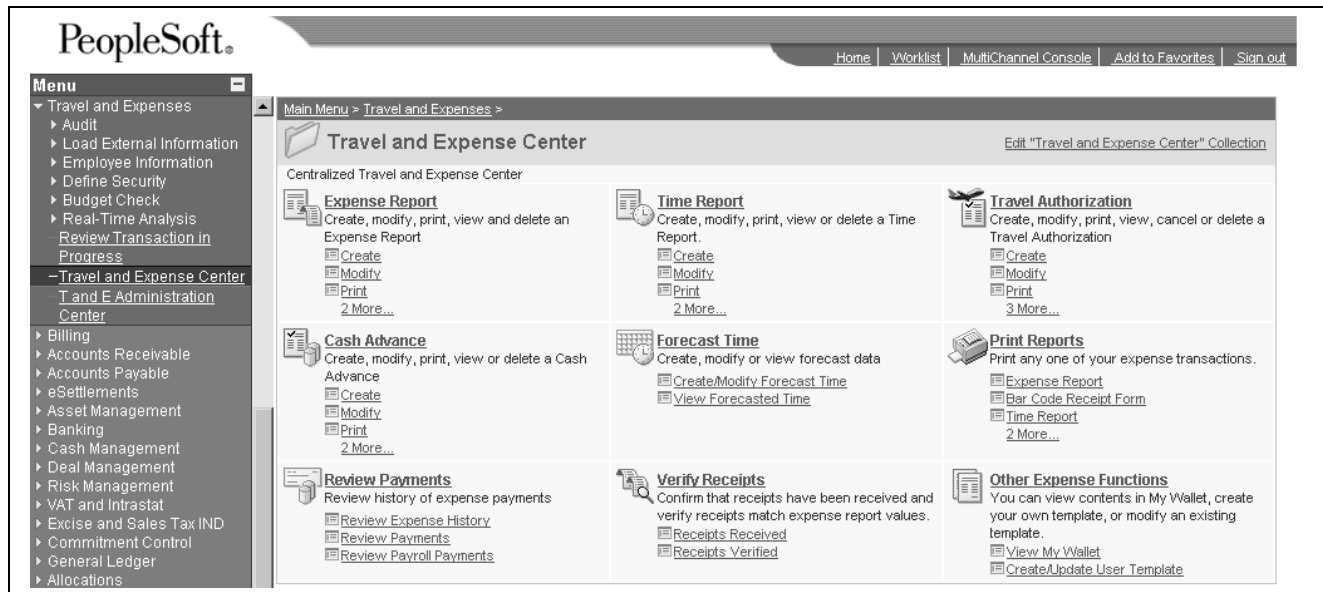 PeopleSoft®
Home | Worklist | MultiChannel Console | Add to Favorites | Sign out
Menu
Travel and Expenses
Audit
Load External Information
Employee Information
Define Security
Budget Check
Real-Time Analysis
Review Transaction in
Progress
Travel and Expense Center
T and E Administration
Center
Billing
Accounts Receivable
Accounts Payable
eSettlements
Asset Management
Banking
Cash Management
Deal Management
Risk Management
VAT and Intrastat
Excise and Sales Tax IND
Commitment Control
General Ledger
Allocations
Main Menu > Travel and Expenses >
Travel and Expense Center
Edit "Travel and Expense Center" Collection
Centralized Travel and Expense Center
Expense Report
Create, modify, print, view and delete an
Expense Report
Create
Modify
Print
2 More...
Time Report
Create, modify, print, view or delete a Time
Report.
Create
Modify
Print
2 More...
Travel Authorization
Create, modify, print, view, cancel or delete a
Travel Authorization
Create
Modify
Print
3 More...
Cash Advance
Create, modify, print, view or delete a Cash
Advance
Create
Modify
Print
2 More...
Forecast Time
Create, modify or view forecast data
Create/Modify Forecast Time
View Forecasted Time
Print Reports
Print any one of your expense transactions.
Expense Report
Bar Code Receipt Form
Time Report
2 More...
Review Payments
Review history of expense payments
Review Expense History
Review Payments
Review Payroll Payments
Verify Receipts
Confirm that receipts have been received and
verify receipts match expense report values.
Receipts Received
Receipts Verified
Other Expense Functions
You can view contents in My Wallet, create
your own template, or modify an existing
template.
View My Wallet
Create/Update User Template